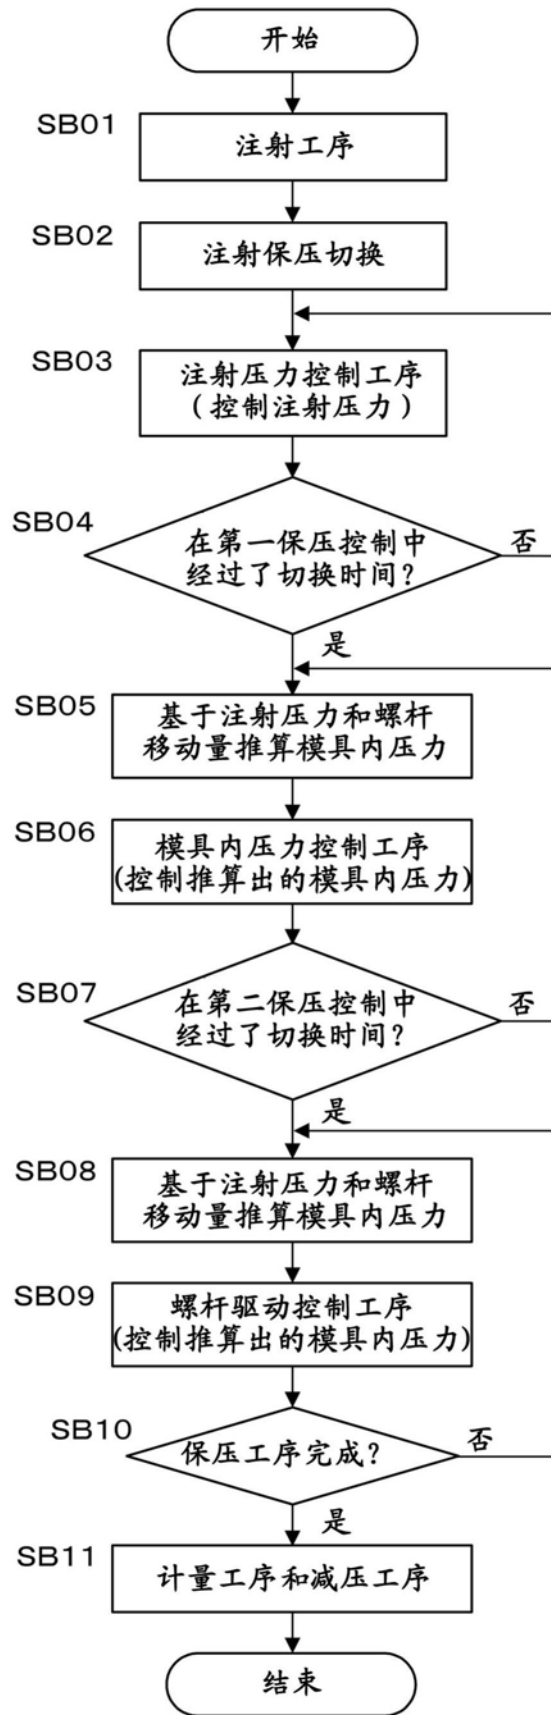 开始
SB01
注射工序
SB02
注射保压切换
SB03
注射压力控制工序
(控制注射压力)
SB04
在第一保压控制中
经过了切换时间?
否
是
SB05
基于注射压力和螺杆
移动量推算模具内压力
SB06
模具内压力控制工序
(控制推算出的模具内压力)
SB07
在第二保压控制中
经过了切换时间?
否
是
SB08
基于注射压力和螺杆
移动量推算模具内压力
SB09
螺杆驱动控制工序
(控制推算出的模具内压力)
SB10
保压工序完成?
否
是
SB11
计量工序和减压工序
结束